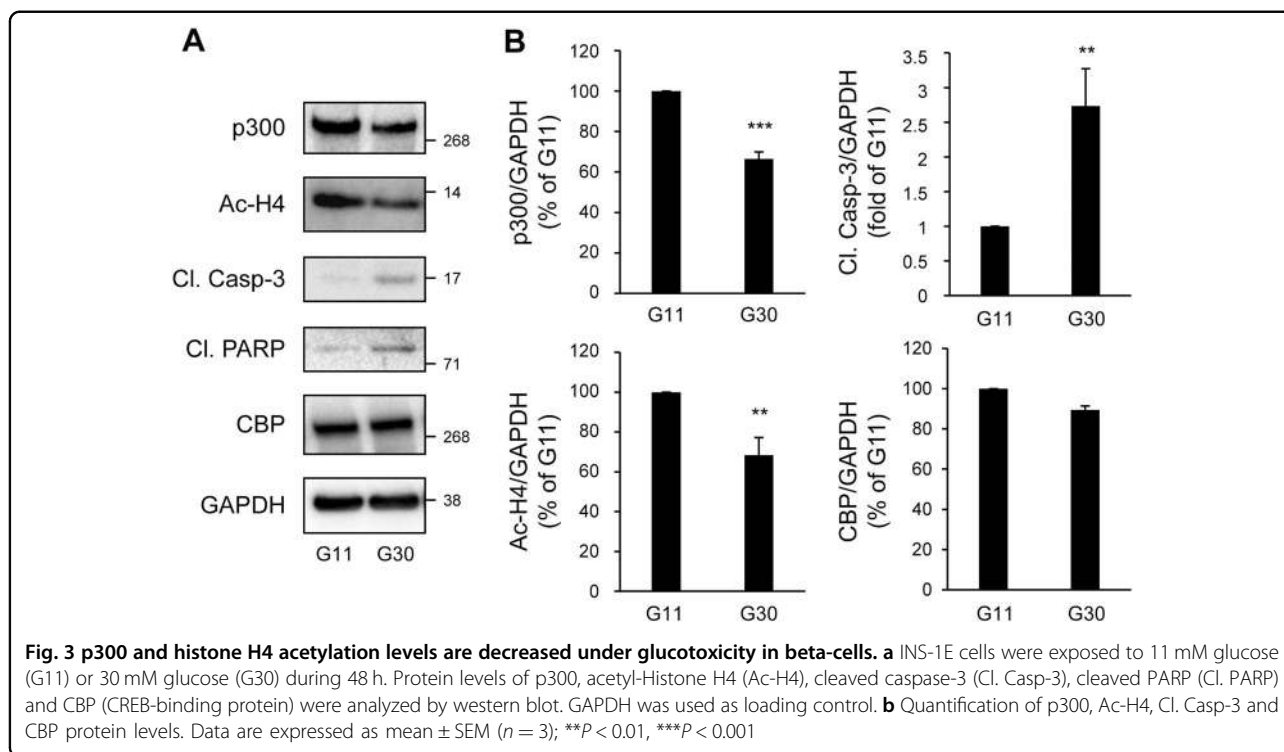 A
p300
268
Ac-H4
14
Cl. Casp-3
17
Cl. PARP
71
CBP
268
GAPDH
38
G11 G30
B
p300/GAPDH
(% of G11)
120
100
80
60
40
20
0
***
G11 G30
Cl. Casp-3/GAPDH
(fold of G11)
3.5
3
2.5
2
1.5
1
0.5
0
**
G11 G30
Ac-H4/GAPDH
(% of G11)
120
100
80
60
40
20
0
**
G11 G30
CBP/GAPDH
(% of G11)
120
100
80
60
40
20
0
G11 G30
Fig. 3 p300 and histone H4 acetylation levels are decreased under glucotoxicity in beta-cells. a INS-1E cells were exposed to 11 mM glucose
(G11) or 30 mM glucose (G30) during 48 h. Protein levels of p300, acetyl-Histone H4 (Ac-H4), cleaved caspase-3 (Cl. Casp-3), cleaved PARP (Cl. PARP)
and CBP (CREB-binding protein) were analyzed by western blot. GAPDH was used as loading control. b Quantification of p300, Ac-H4, Cl. Casp-3 and
CBP protein levels. Data are expressed as mean ± SEM (n = 3); **P < 0.01, ***P < 0.001